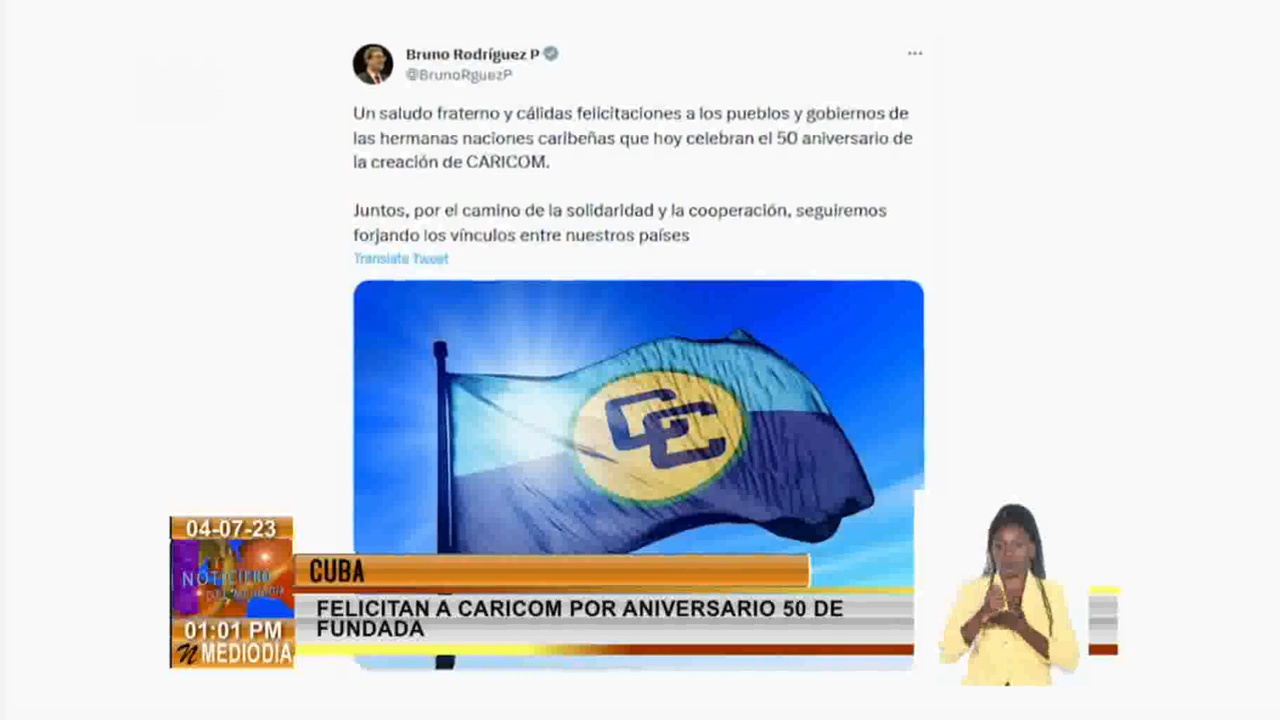 Bruno Rodríguez P
@BrunoRguezP
Un saludo fraterno y cálidas felicitaciones a los pueblos y gobiernos de
las hermanas naciones caribeñas que hoy celebran el 50 aniversario de
la creación de CARICOM.
Juntos, por el camino de la solidaridad y la cooperación, seguiremos
forjando los vínculos entre nuestros países
Translate Tweet
CC
04-07-23
NOTICIERO
DEL MEDIODIA
01:01 PM
MEDIODIA
CUBA
FELICITAN A CARICOM POR ANIVERSARIO 50 DE
FUNDADA